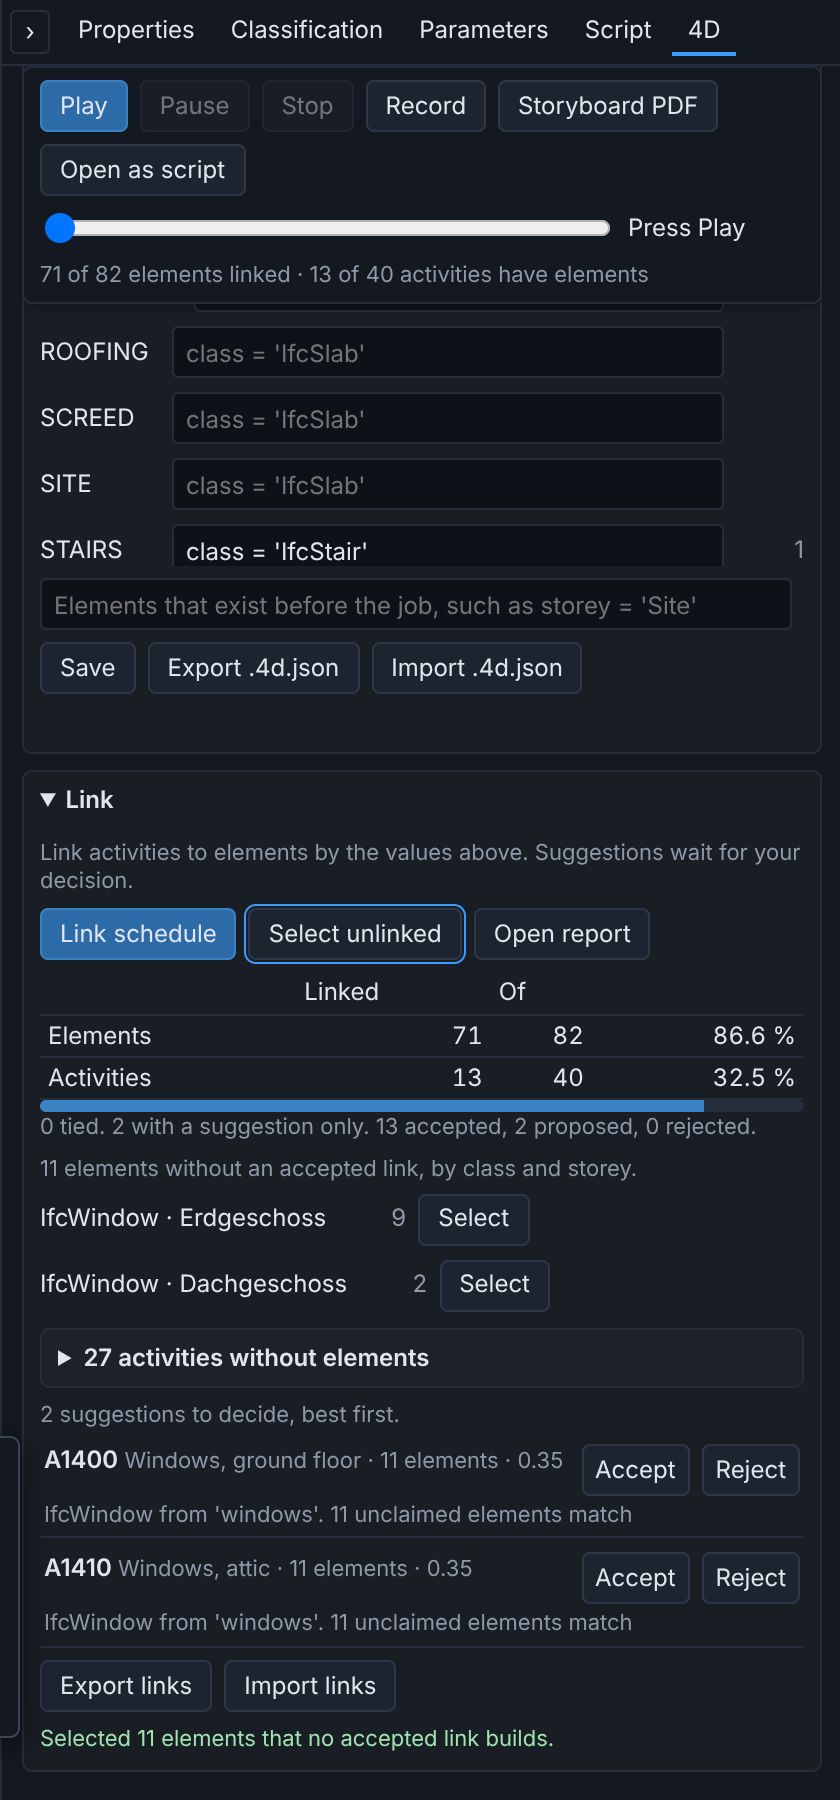 › Properties Classification Parameters Script 4D
Play Pause Stop Record Storyboard PDF
Open as script
Press Play
71 of 82 elements linked · 13 of 40 activities have elements
ROOFING class = 'IfcSlab'
SCREED class = 'IfcSlab'
SITE class = 'IfcSlab'
STAIRS class = 'IfcStair' 1
Elements that exist before the job, such as storey = 'Site'
Save Export .4d.json Import .4d.json
▼ Link
Link activities to elements by the values above. Suggestions wait for your
decision.
Link schedule Select unlinked Open report
Linked Of
Elements 71 82 86.6 %
Activities 13 40 32.5 %
0 tied. 2 with a suggestion only. 13 accepted, 2 proposed, 0 rejected.
11 elements without an accepted link, by class and storey.
IfcWindow · Erdgeschoss 9 Select
IfcWindow · Dachgeschoss 2 Select
▶ 27 activities without elements
2 suggestions to decide, best first.
A1400 Windows, ground floor · 11 elements · 0.35 Accept Reject
IfcWindow from 'windows'. 11 unclaimed elements match
A1410 Windows, attic · 11 elements · 0.35 Accept Reject
IfcWindow from 'windows'. 11 unclaimed elements match
Export links Import links
Selected 11 elements that no accepted link builds.